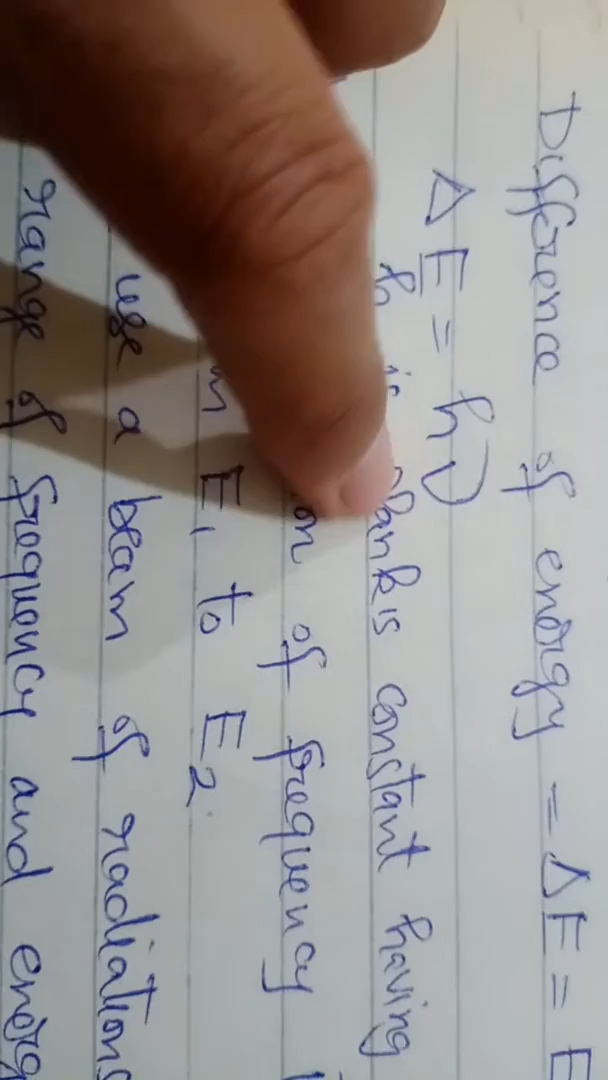 Difference of energy = ΔE = E
ΔE = hν
h is Plank's constant having
of frequency
E1 to E2.
use a beam of radiations
range of frequency and energ